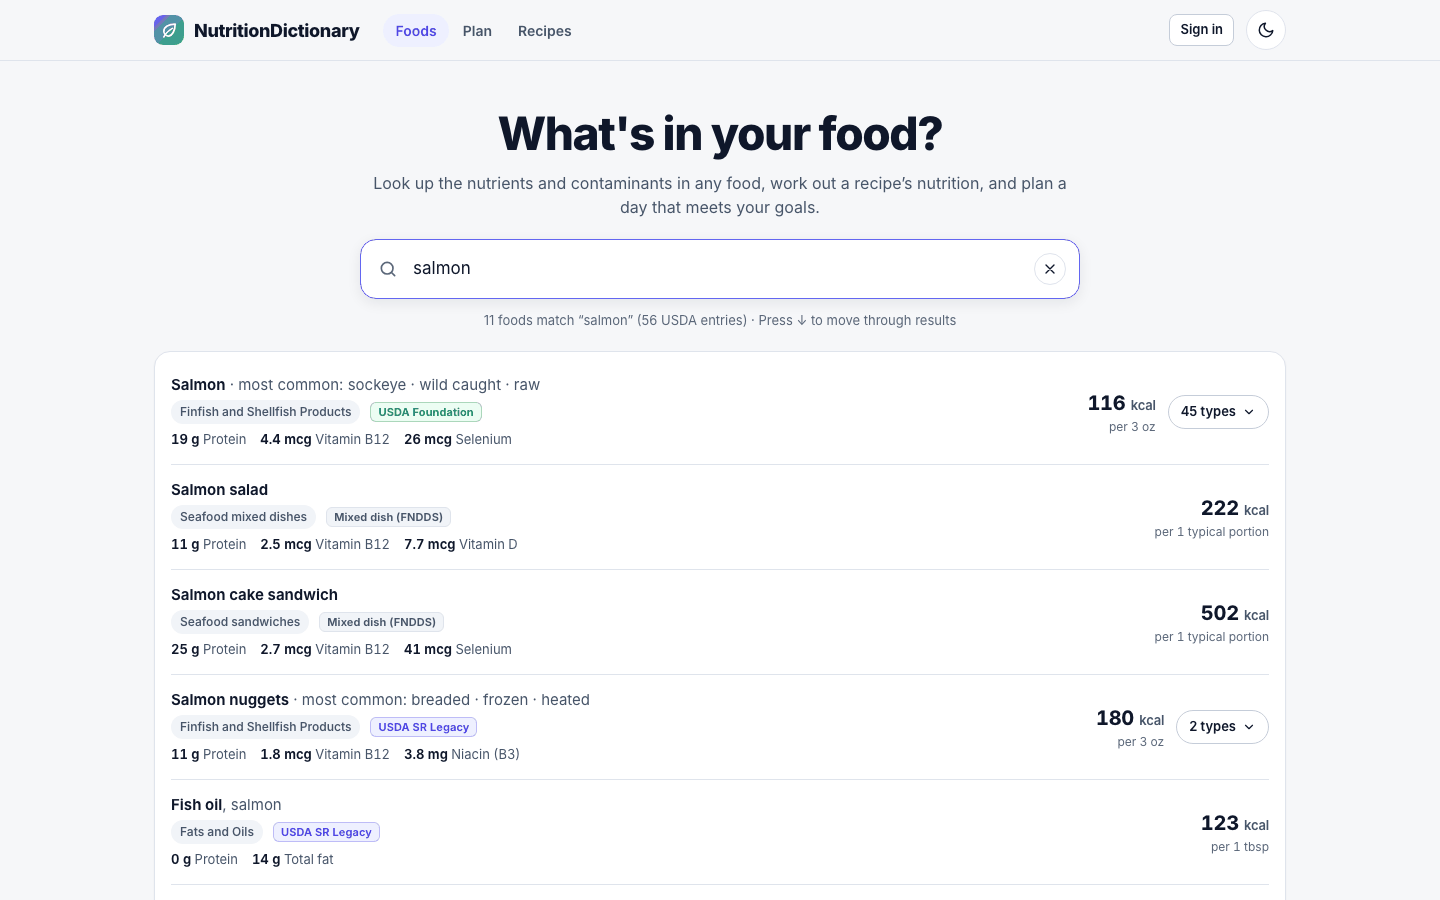 NutritionDictionary
Foods
Plan
Recipes
Sign in
What's in your food?
Look up the nutrients and contaminants in any food, work out a recipe’s nutrition, and plan a
day that meets your goals.
salmon
11 foods match “salmon” (56 USDA entries) · Press ↓ to move through results
Salmon · most common: sockeye · wild caught · raw
Finfish and Shellfish Products USDA Foundation
19 g Protein 4.4 mcg Vitamin B12 26 mcg Selenium
116 kcal
per 3 oz
45 types
Salmon salad
Seafood mixed dishes Mixed dish (FNDDS)
11 g Protein 2.5 mcg Vitamin B12 7.7 mcg Vitamin D
222 kcal
per 1 typical portion
Salmon cake sandwich
Seafood sandwiches Mixed dish (FNDDS)
25 g Protein 2.7 mcg Vitamin B12 41 mcg Selenium
502 kcal
per 1 typical portion
Salmon nuggets · most common: breaded · frozen · heated
Finfish and Shellfish Products USDA SR Legacy
11 g Protein 1.8 mcg Vitamin B12 3.8 mg Niacin (B3)
180 kcal
per 3 oz
2 types
Fish oil, salmon
Fats and Oils USDA SR Legacy
0 g Protein 14 g Total fat
123 kcal
per 1 tbsp